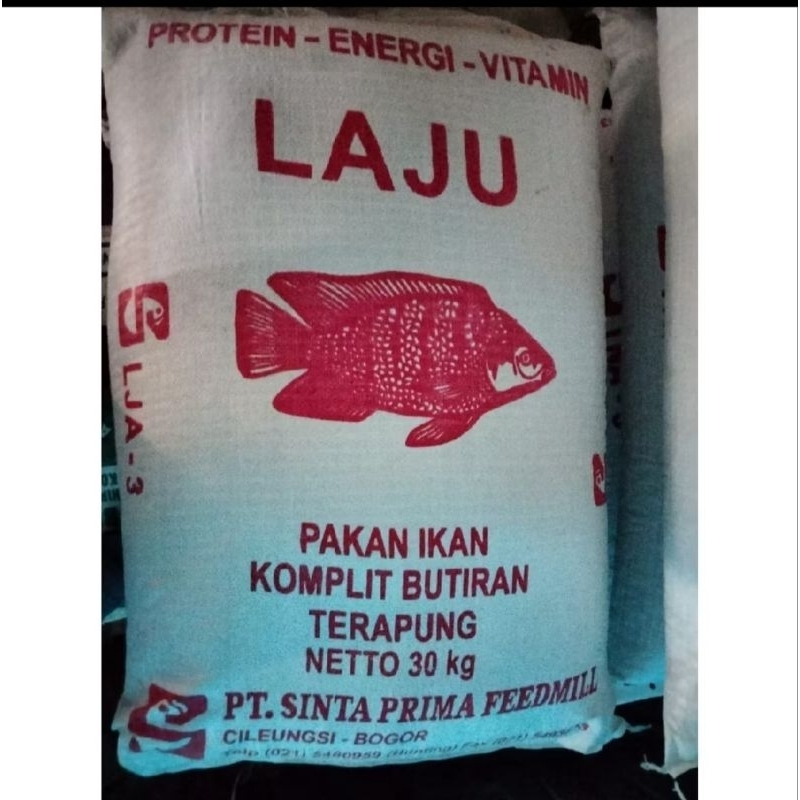 PROTEIN - ENERGI - VITAMIN
LAJU
LJA - 3
PAKAN IKAN
KOMPLIT BUTIRAN
TERAPUNG
NETTO 30 kg
PT. SINTA PRIMA FEEDMILL
CILEUNGSI - BOGOR